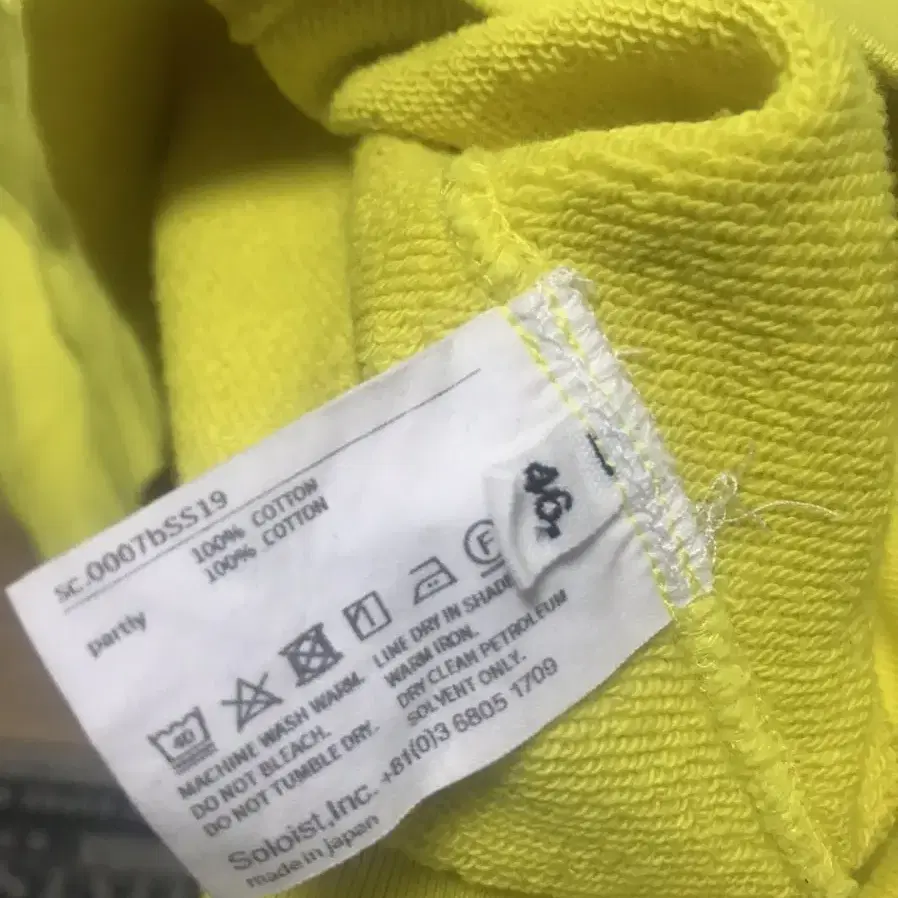 sc.0007bSS19
100% COTTON
partly 100% COTTON
40
F
MACHINE WASH WARM. LINE DRY IN SHADE
DO NOT BLEACH. WARM IRON.
DO NOT TUMBLE DRY. DRY CLEAN PETROLEUM
SOLVENT ONLY.
Soloist,Inc. +81(0)3 6805 1709
made in japan
46